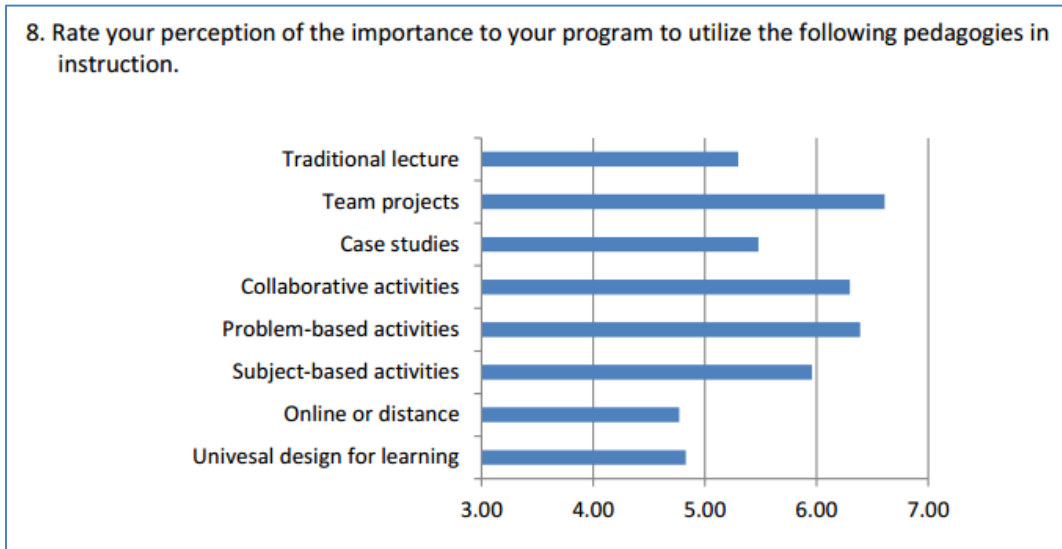 8. Rate your perception of the importance to your program to utilize the following pedagogies in
instruction.
Traditional lecture
Team projects
Case studies
Collaborative activities
Problem-based activities
Subject-based activities
Online or distance
Univesal design for learning
3.00 4.00 5.00 6.00 7.00